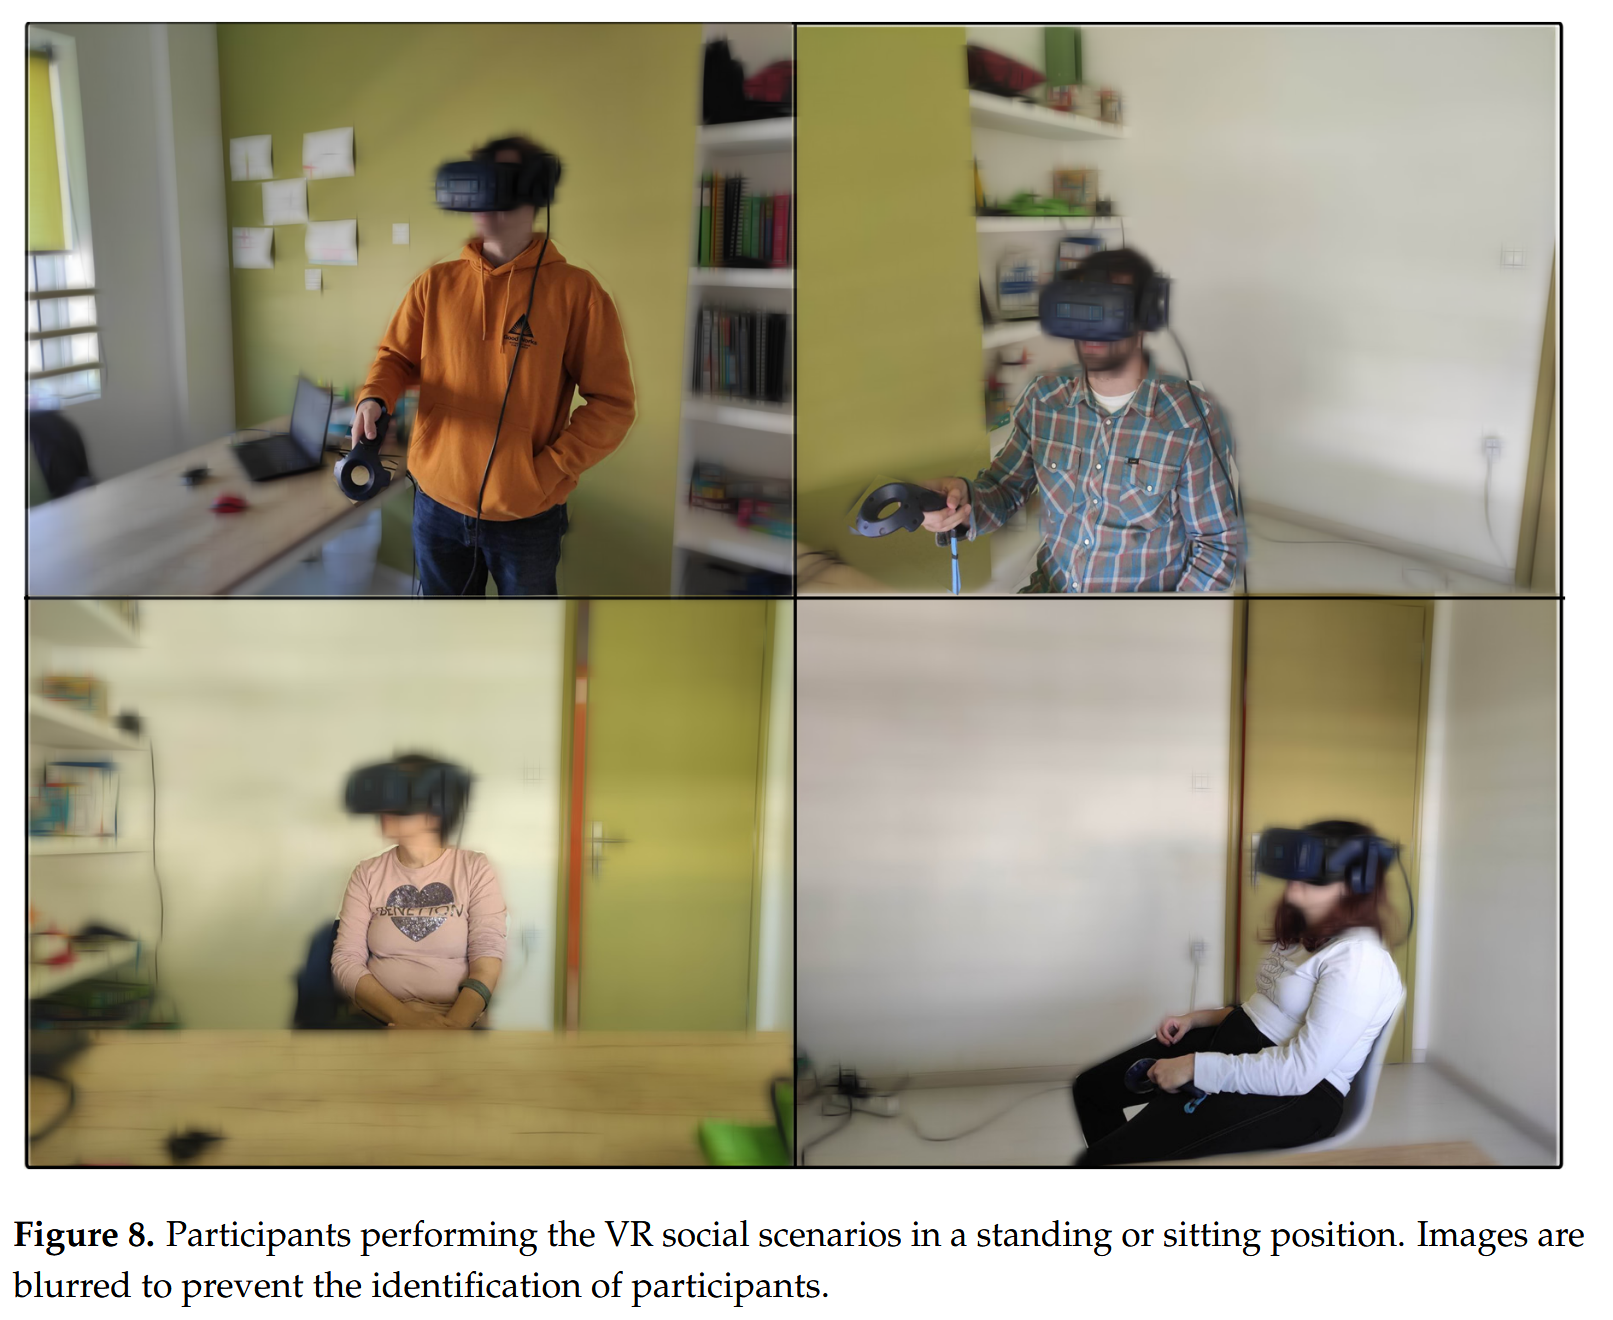 BENETTON
Figure 8. Participants performing the VR social scenarios in a standing or sitting position. Images are
blurred to prevent the identification of participants.